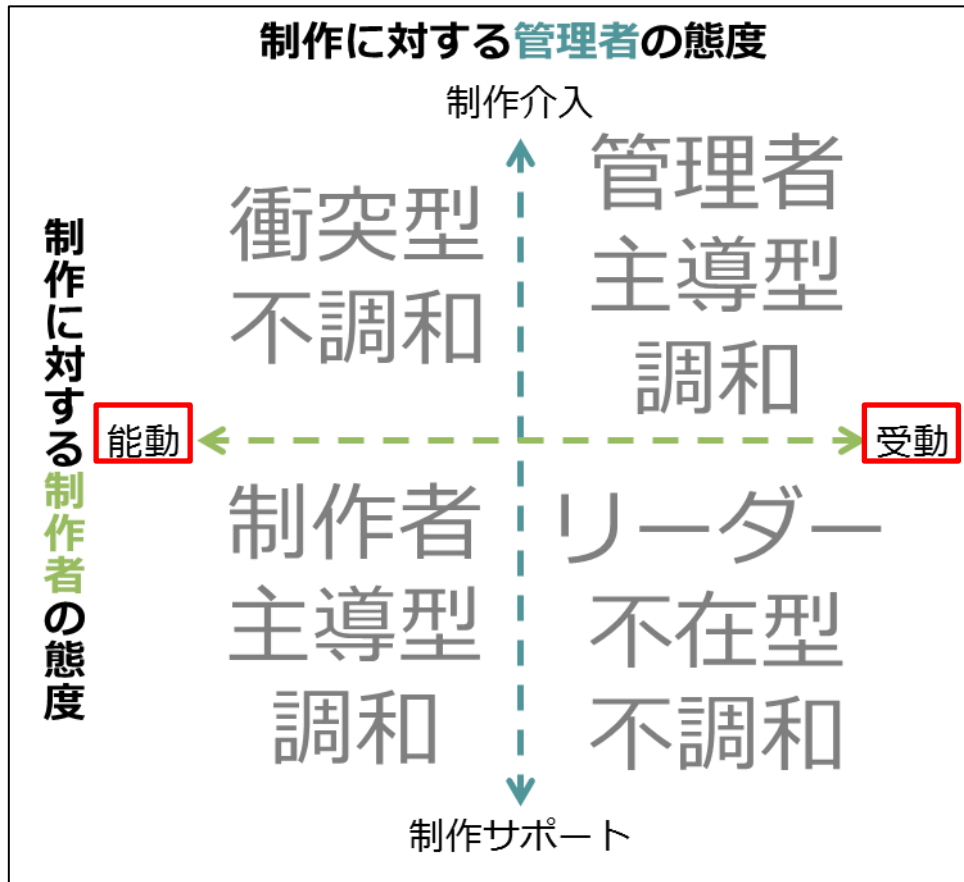 制作に対する管理者の態度
制作介入
衝突型
不調和
管理者
主導型
調和
制作に対する制作者の態度
能動
受動
制作者
主導型
調和
リーダー
不在型
不調和
制作サポート